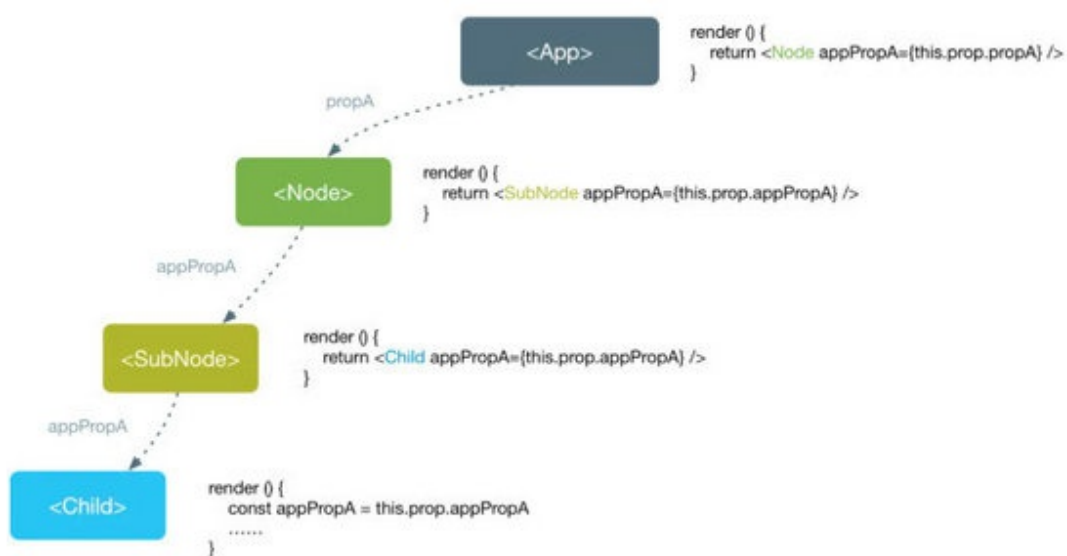 <App>
render () {
return <Node appPropA={this.prop.propA} />
}
propA
<Node>
render () {
return <SubNode appPropA={this.prop.appPropA} />
}
appPropA
<SubNode>
render () {
return <Child appPropA={this.prop.appPropA} />
}
appPropA
<Child>
render () {
const appPropA = this.prop.appPropA
......
}